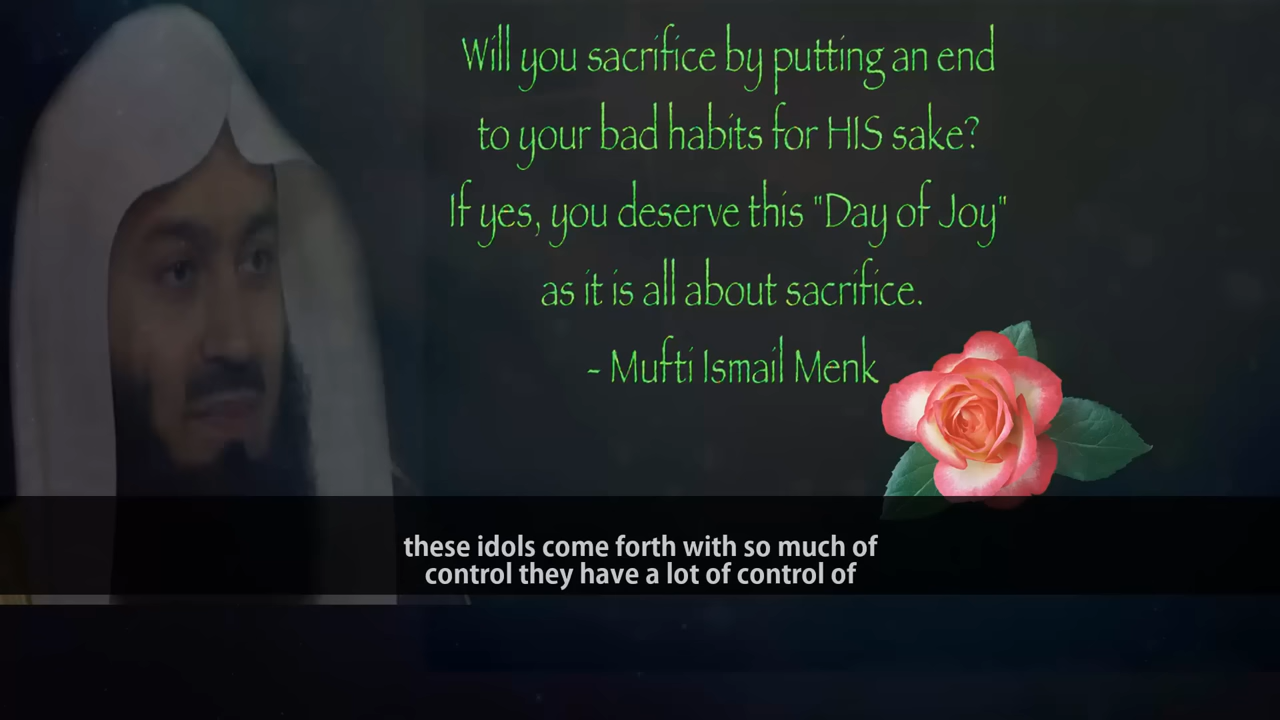 Will you sacrifice by putting an end
to your bad habits for HIS sake?
If yes, you deserve this "Day of Joy"
as it is all about sacrifice.
- Mufti Ismail Menk
these idols come forth with so much of
control they have a lot of control of